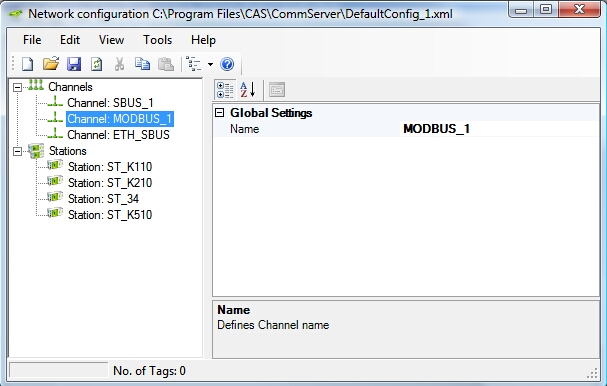 Network configuration C:\Program Files\CAS\CommServer\DefaultConfig_1.xml
File Edit View Tools Help
Channels
Channel: SBUS_1
Channel: MODBUS_1
Channel: ETH_SBUS
Stations
Station: ST_K110
Station: ST_K210
Station: ST_34
Station: ST_K510
Global Settings
Name MODBUS_1
Name
Defines Channel name
No. of Tags: 0